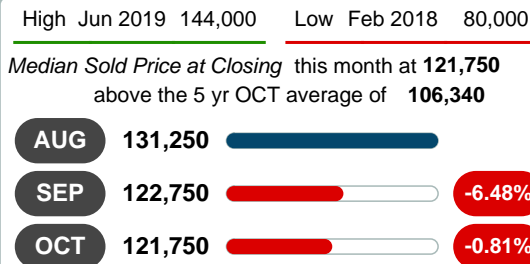 High Jun 2019 144,000 Low Feb 2018 80,000
Median Sold Price at Closing this month at 121,750
above the 5 yr OCT average of 106,340
AUG 131,250
SEP 122,750 -6.48%
OCT 121,750 -0.81%